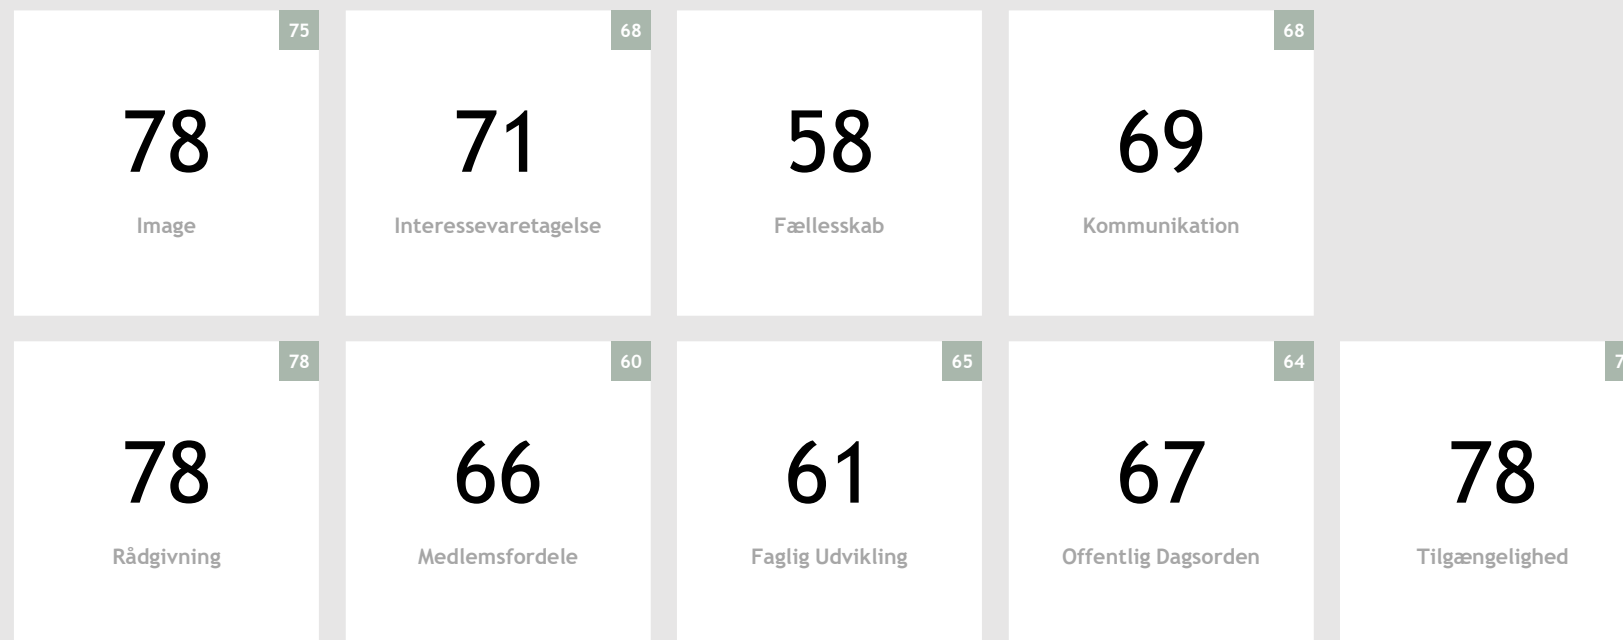 75
78
Image
68
71
Interessevaretagelse
58
Fællesskab
68
69
Kommunikation
78
78
Rådgivning
60
66
Medlemsfordele
65
61
Faglig Udvikling
64
67
Offentlig Dagsorden
78
Tilgængelighed